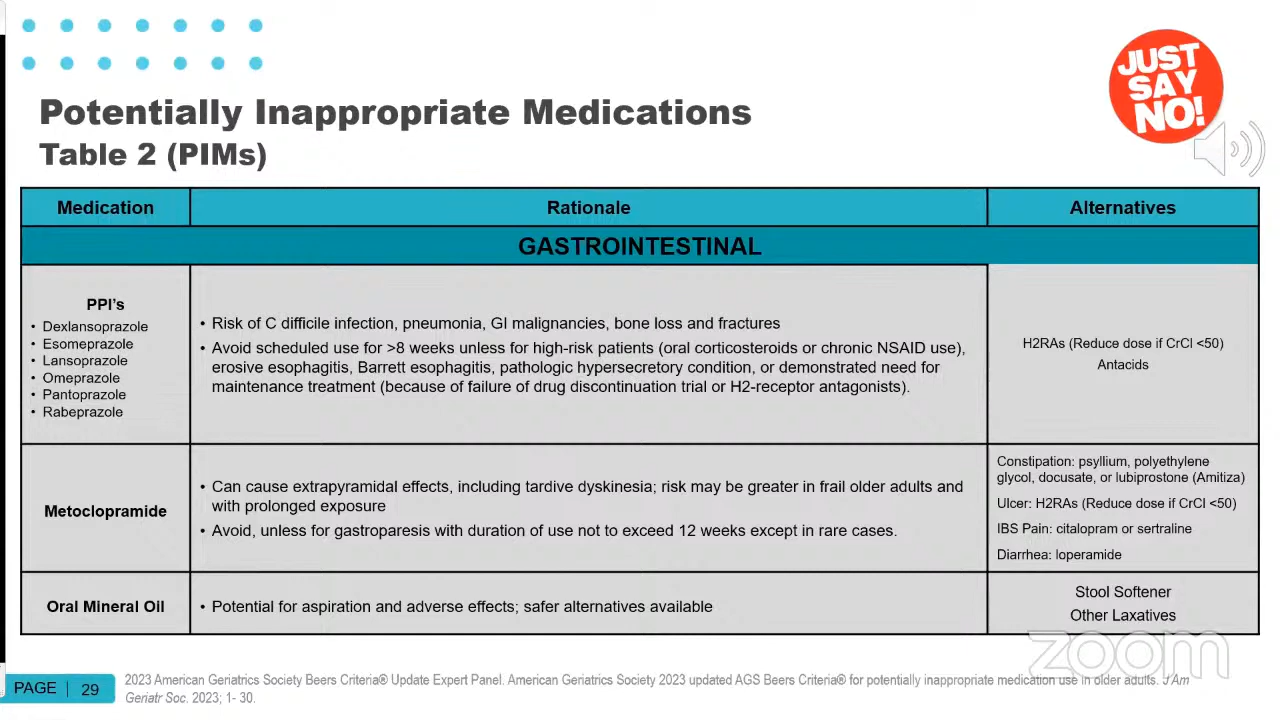 JUST
SAY
NO!
Potentially Inappropriate Medications
Table 2 (PIMs)
Medication
Rationale
Alternatives
GASTROINTESTINAL
PPI’s
• Dexlansoprazole
• Esomeprazole
• Lansoprazole
• Omeprazole
• Pantoprazole
• Rabeprazole
• Risk of C difficile infection, pneumonia, GI malignancies, bone loss and fractures
• Avoid scheduled use for >8 weeks unless for high-risk patients (oral corticosteroids or chronic NSAID use),
erosive esophagitis, Barrett esophagitis, pathologic hypersecretory condition, or demonstrated need for
maintenance treatment (because of failure of drug discontinuation trial or H2-receptor antagonists).
H2RAs (Reduce dose if CrCl <50)
Antacids
Metoclopramide
• Can cause extrapyramidal effects, including tardive dyskinesia; risk may be greater in frail older adults and
with prolonged exposure
• Avoid, unless for gastroparesis with duration of use not to exceed 12 weeks except in rare cases.
Constipation: psyllium, polyethylene
glycol, docusate, or lubiprostone (Amitiza)
Ulcer: H2RAs (Reduce dose if CrCl <50)
IBS Pain: citalopram or sertraline
Diarrhea: loperamide
Oral Mineral Oil
• Potential for aspiration and adverse effects; safer alternatives available
Stool Softener
Other Laxatives
zoom
PAGE | 29
2023 American Geriatrics Society Beers Criteria® Update Expert Panel. American Geriatrics Society 2023 updated AGS Beers Criteria® for potentially inappropriate medication use in older adults. J Am
Geriatr Soc. 2023; 1- 30.